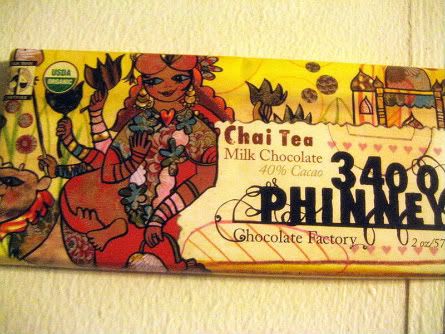 USDA
ORGANIC
Chai Tea
Milk Chocolate
40% Cacao
3400
PHINNEY
Chocolate Factory
2 oz/57